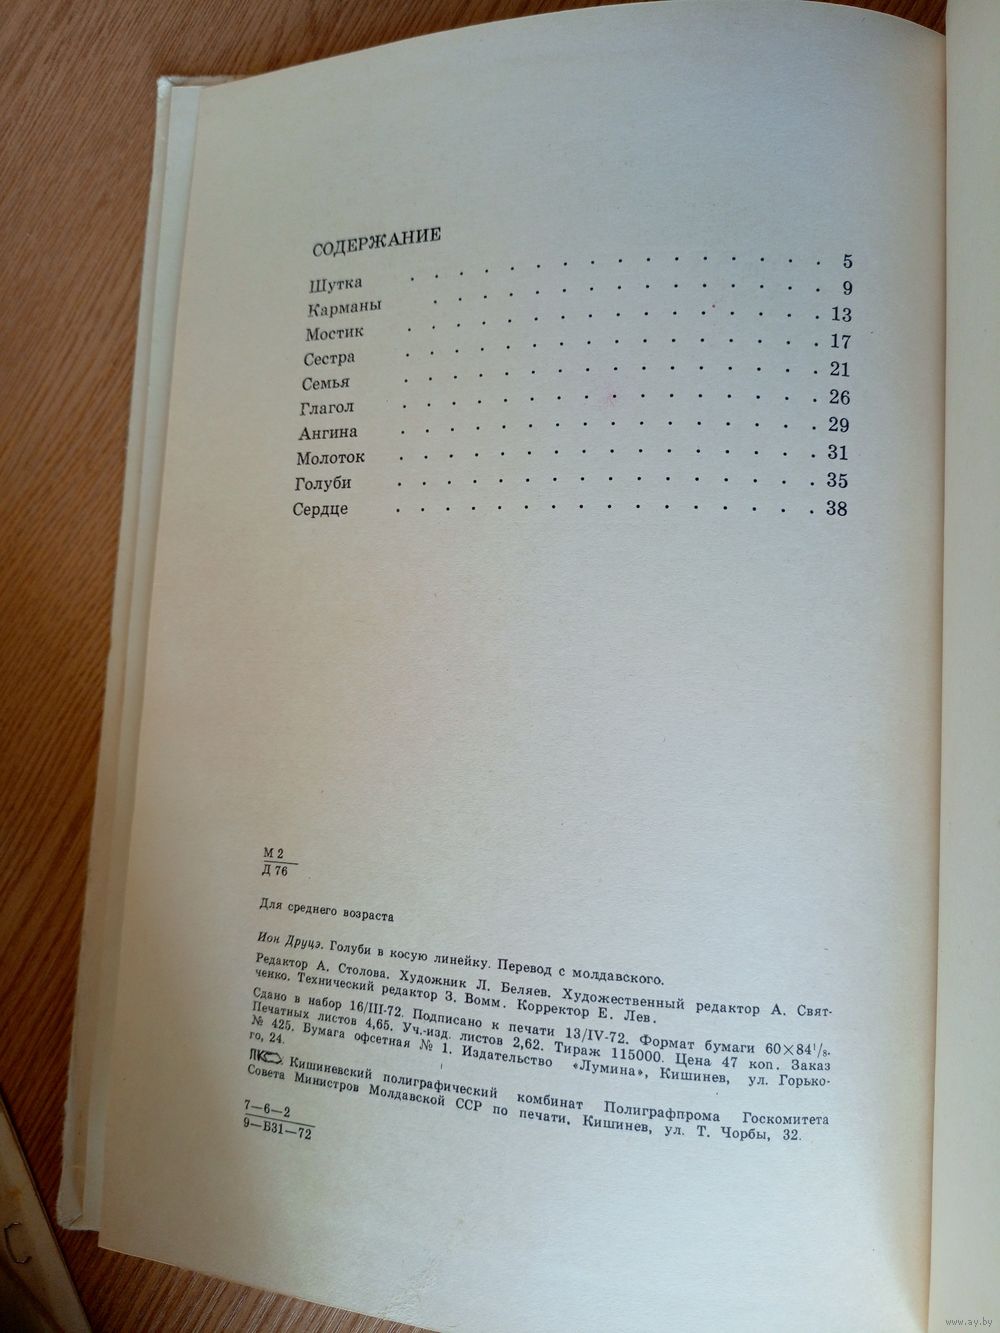 СОДЕРЖАНИЕ
Шутка . . . . . . . . . . . . . . . . . 5
Карманы . . . . . . . . . . . . . . . . 9
Мостик . . . . . . . . . . . . . . . . . 13
Сестра . . . . . . . . . . . . . . . . . 17
Семья . . . . . . . . . . . . . . . . . 21
Глагол . . . . . . . . . . . . . . . . . 26
Ангина . . . . . . . . . . . . . . . . . 29
Молоток . . . . . . . . . . . . . . . . . 31
Голуби . . . . . . . . . . . . . . . . . 35
Сердце . . . . . . . . . . . . . . . . . 38
М 2
Д 76
Для среднего возраста
Ион Друцэ. Голуби в косую линейку. Перевод с молдавского.
Редактор А. Столова. Художник Л. Беляев. Художественный редактор А. Свят-
ченко. Технический редактор З. Вомм. Корректор Е. Лев.
Сдано в набор 16/III-72. Подписано к печати 13/IV-72. Формат бумаги 60×84¹/₈.
Печатных листов 4,65. Уч.-изд. листов 2,62. Тираж 115000. Цена 47 коп. Заказ
№ 425. Бумага офсетная № 1. Издательство «Лумина», Кишинев, ул. Горько-
го, 24.
Кишиневский полиграфический комбинат Полиграфпрома Госкомитета
Совета Министров Молдавской ССР по печати. Кишинев, ул. Т. Чорбы, 32.
7—6—2
9—Б31—72
www.ay.by